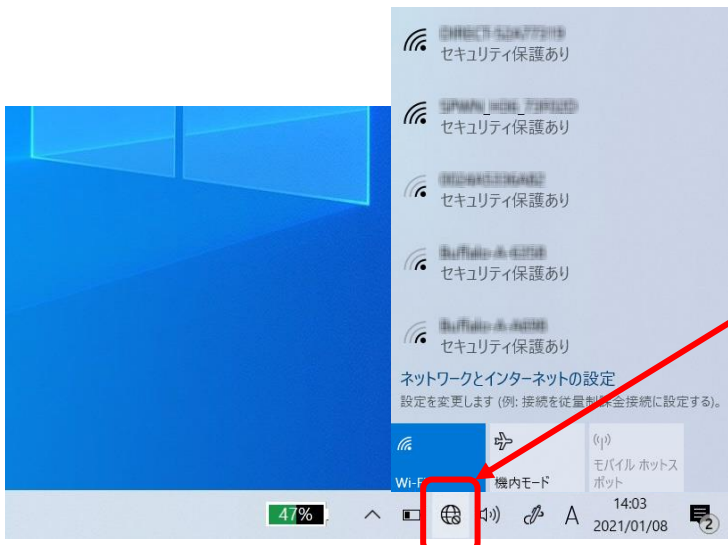 セキュリティ保護あり
セキュリティ保護あり
セキュリティ保護あり
セキュリティ保護あり
セキュリティ保護あり
ネットワークとインターネットの設定
設定を変更します (例: 接続を従量制課金接続に設定する)。
Wi-F
機内モード
モバイル ホットス
ポット
47%
A
14:03
2021/01/08
2